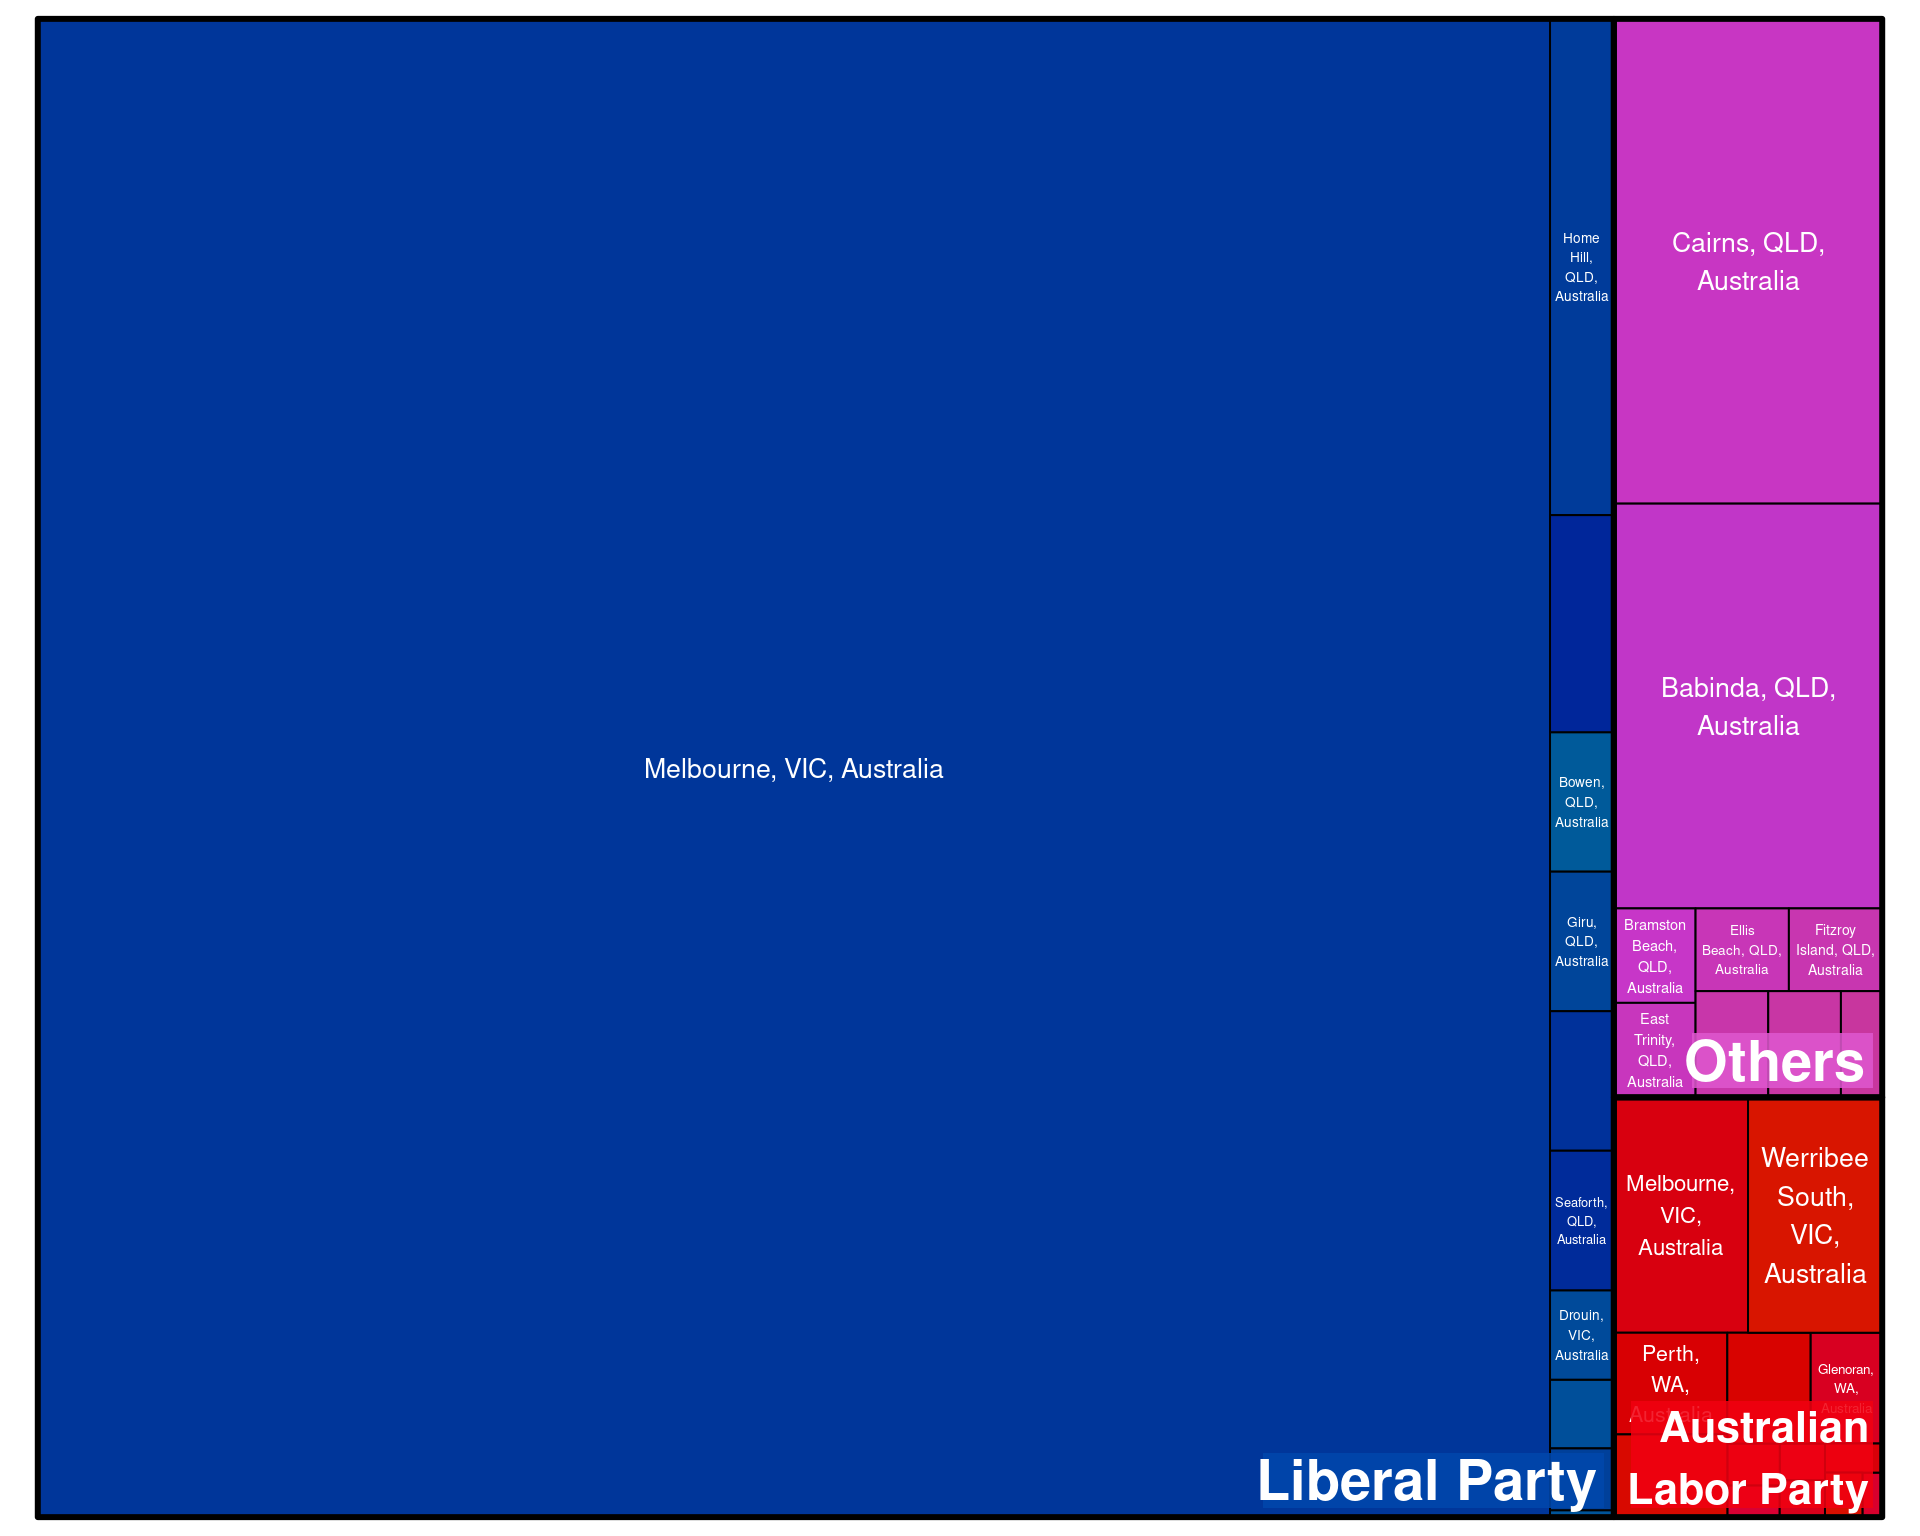 Melbourne, VIC, Australia
Home
Hill,
QLD,
Australia
Bowen,
QLD,
Australia
Giru,
QLD,
Australia
Seaforth,
QLD,
Australia
Drouin,
VIC,
Australia
Liberal Party
Cairns, QLD,
Australia
Babinda, QLD,
Australia
Bramston
Beach,
QLD,
Australia
Ellis
Beach, QLD,
Australia
Fitzroy
Island, QLD,
Australia
East
Trinity,
QLD,
Australia
Others
Melbourne,
VIC,
Australia
Werribee
South,
VIC,
Australia
Perth,
WA,
Australia
Glenoran,
WA,
Australia
Australian
Labor Party